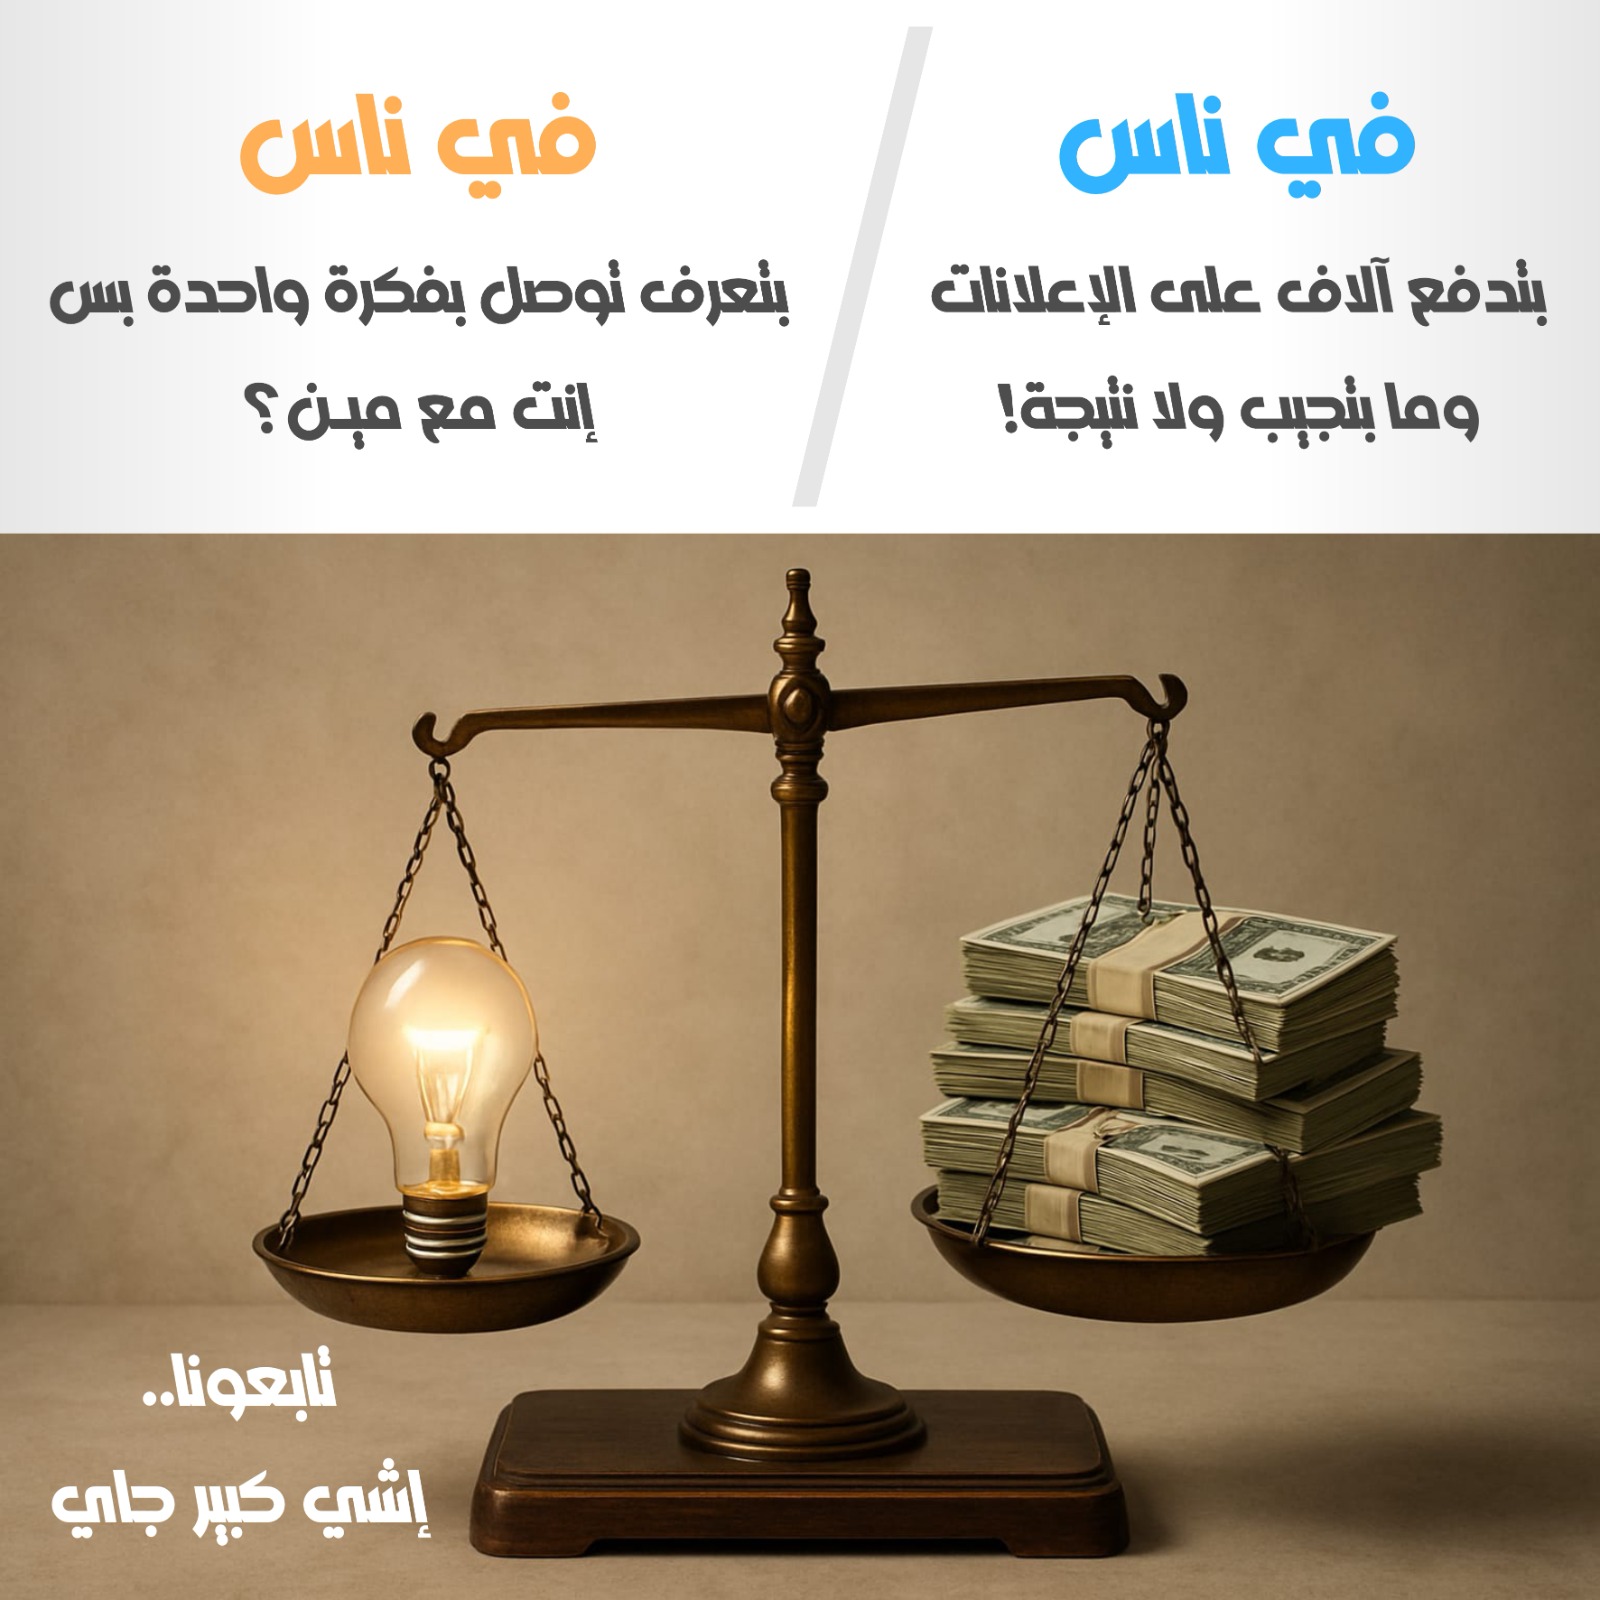 في ناس
بتدفع آلاف على الإعلانات
وما بتجيب ولا نتيجة!
في ناس
بتعرف توصل بفكرة واحدة بس
إنت مع مين؟
تابعونا..
إشي كبير جاي